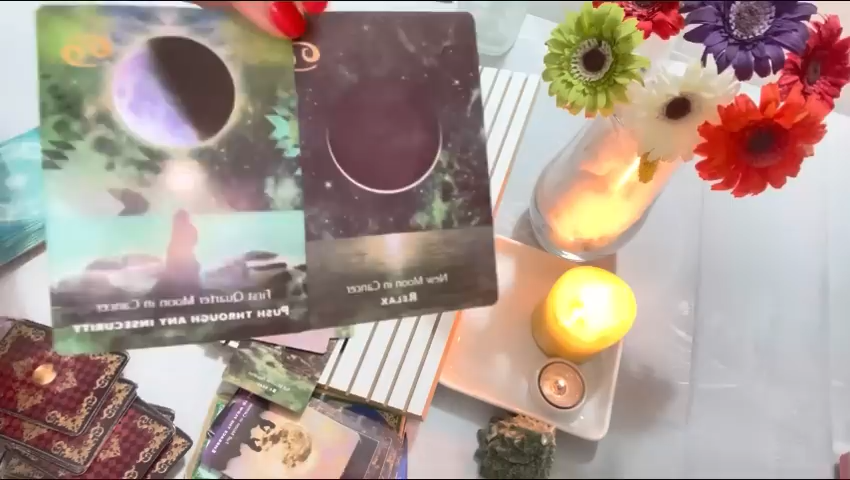 First Quarter Moon in Cancer
PUSH THROUGH ANY INSECURITY
New Moon in Cancer
RELAX